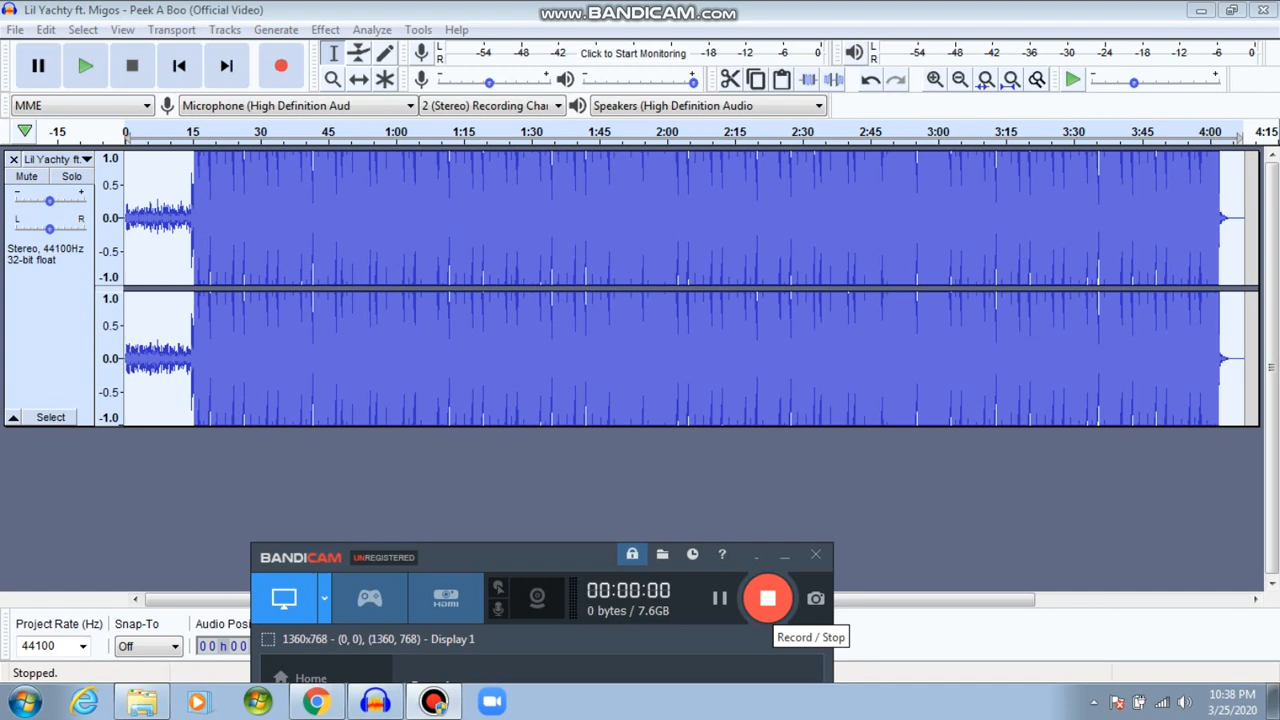 Lil Yachty ft. Migos - Peek A Boo (Official Video)
www.BANDICAM.com
File Edit Select View Transport Tracks Generate Effect Analyze Tools Help
L R -54 -48 -42 Click to Start Monitoring -18 -12 -6 0
L R -54 -48 -42 -36 -30 -24 -18 -12 -6 0
- + - + - +
MME Microphone (High Definition Aud 2 (Stereo) Recording Chai Speakers (High Definition Audio
-15 0 15 30 45 1:00 1:15 1:30 1:45 2:00 2:15 2:30 2:45 3:00 3:15 3:30 3:45 4:00 4:15
Lil Yachty ft.
Mute Solo
- +
L R
Stereo, 44100Hz
32-bit float
Select
1.0
0.5
0.0
-0.5
-1.0
1.0
0.5
0.0
-0.5
-1.0
BANDICAM UNREGISTERED ?
HDMI
00:00:00
0 bytes / 7.6GB
Record / Stop
1360x768 - (0, 0), (1360, 768) - Display 1
Home
Project Rate (Hz) Snap-To Audio Posi
44100 Off 00 h 00
Stopped.
10:38 PM
3/25/2020